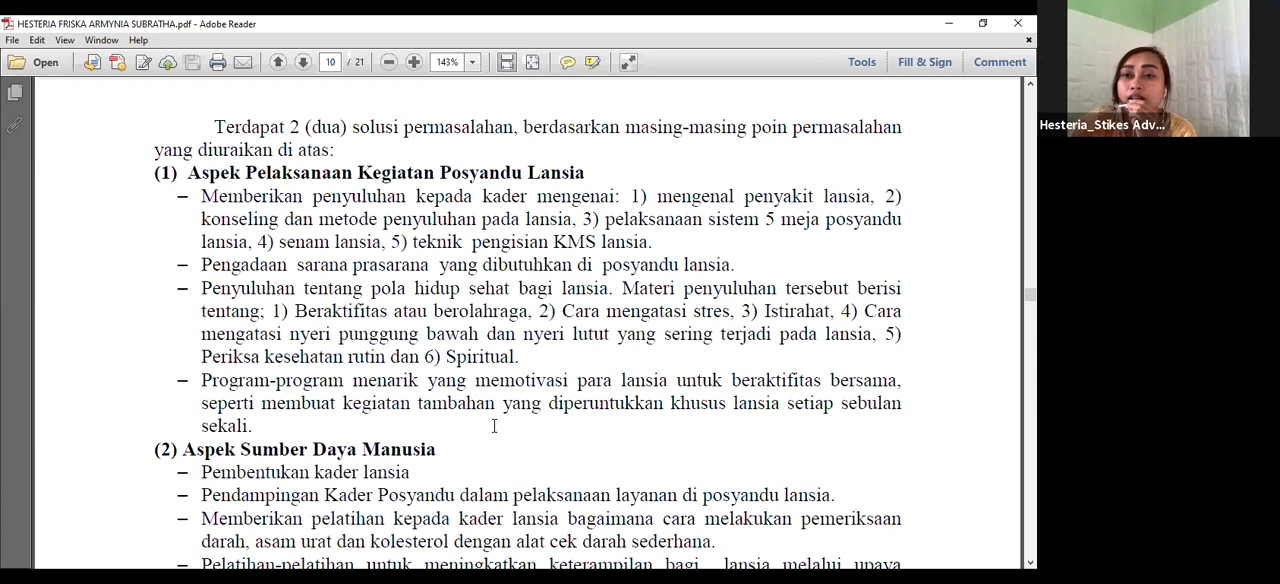 HESTERIA FRISKA ARMYNIA SUBRATHA.pdf - Adobe Reader
File Edit View Window Help
Open 10 / 21 143% Tools Fill & Sign Comment
Hesteria_Stikes Adv...
Terdapat 2 (dua) solusi permasalahan, berdasarkan masing-masing poin permasalahan
yang diuraikan di atas:
(1) Aspek Pelaksanaan Kegiatan Posyandu Lansia
– Memberikan penyuluhan kepada kader mengenai: 1) mengenal penyakit lansia, 2)
konseling dan metode penyuluhan pada lansia, 3) pelaksanaan sistem 5 meja posyandu
lansia, 4) senam lansia, 5) teknik pengisian KMS lansia.
– Pengadaan sarana prasarana yang dibutuhkan di posyandu lansia.
– Penyuluhan tentang pola hidup sehat bagi lansia. Materi penyuluhan tersebut berisi
tentang; 1) Beraktifitas atau berolahraga, 2) Cara mengatasi stres, 3) Istirahat, 4) Cara
mengatasi nyeri punggung bawah dan nyeri lutut yang sering terjadi pada lansia, 5)
Periksa kesehatan rutin dan 6) Spiritual.
– Program-program menarik yang memotivasi para lansia untuk beraktifitas bersama,
seperti membuat kegiatan tambahan yang diperuntukkan khusus lansia setiap sebulan
sekali.
(2) Aspek Sumber Daya Manusia
– Pembentukan kader lansia
– Pendampingan Kader Posyandu dalam pelaksanaan layanan di posyandu lansia.
– Memberikan pelatihan kepada kader lansia bagaimana cara melakukan pemeriksaan
darah, asam urat dan kolesterol dengan alat cek darah sederhana.
– Pelatihan-pelatihan untuk meningkatkan keterampilan bagi lansia melalui upaya